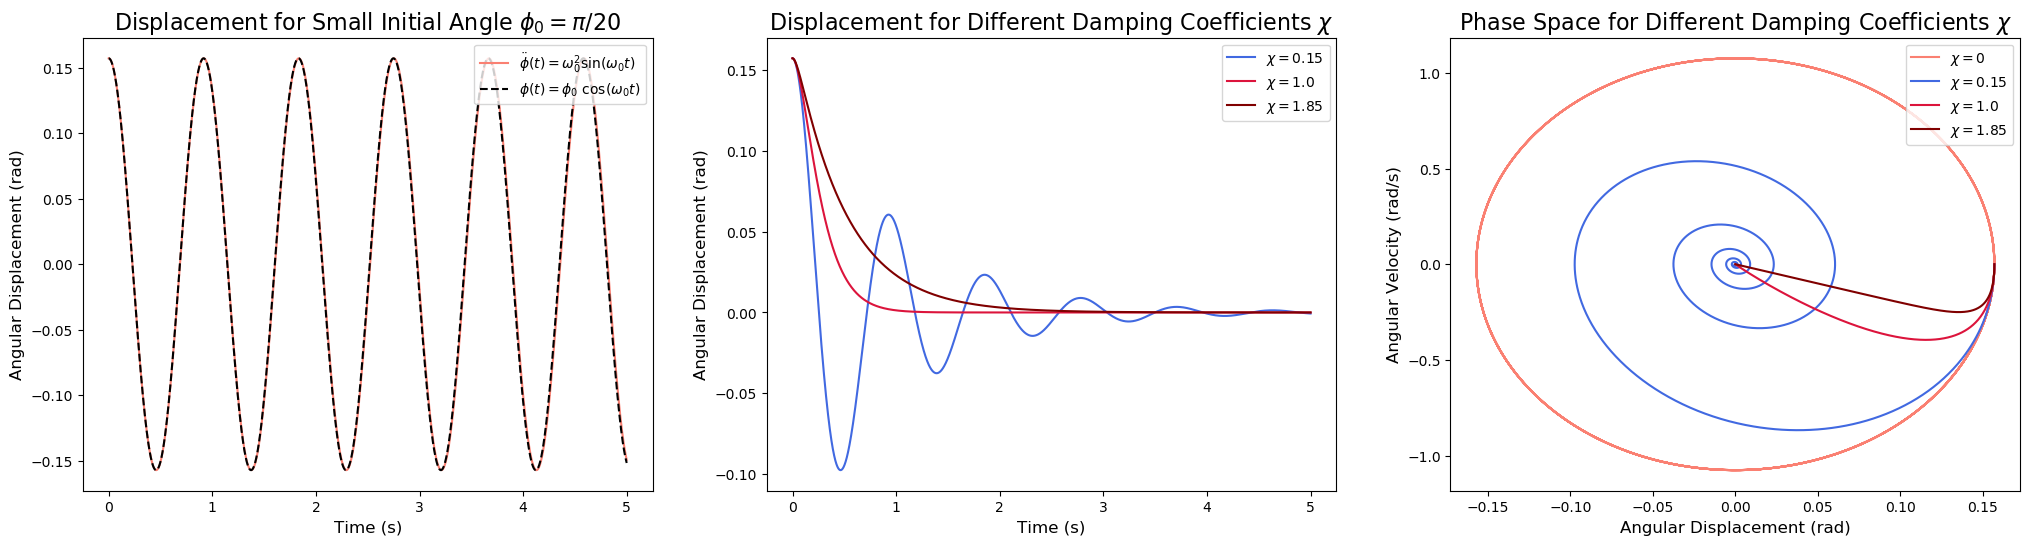 Displacement for Small Initial Angle ϕ₀ = π/20
ϕ̈(t) = ω₀²sin(ω₀t)
ϕ(t) = ϕ₀ cos(ω₀t)
0.15
0.10
0.05
0.00
−0.05
−0.10
−0.15
Angular Displacement (rad)
0 1 2 3 4 5
Time (s)
Displacement for Different Damping Coefficients χ
χ = 0.15
χ = 1.0
χ = 1.85
0.15
0.10
0.05
0.00
−0.05
−0.10
Angular Displacement (rad)
0 1 2 3 4 5
Time (s)
Phase Space for Different Damping Coefficients χ
χ = 0
χ = 0.15
χ = 1.0
χ = 1.85
1.0
0.5
0.0
−0.5
−1.0
Angular Velocity (rad/s)
−0.15 −0.10 −0.05 0.00 0.05 0.10 0.15
Angular Displacement (rad)